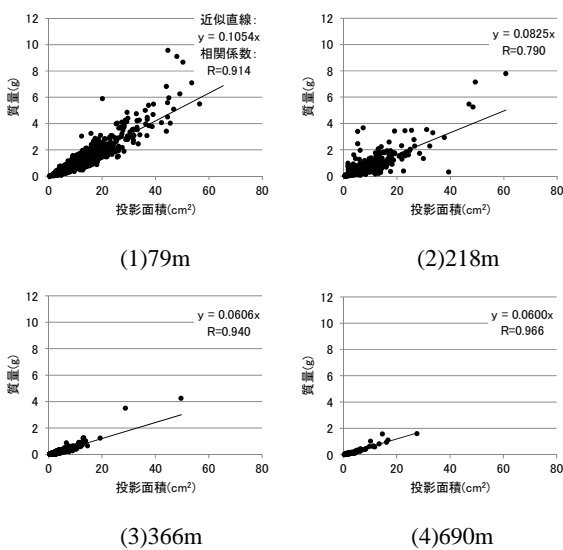 近似直線:
y = 0.1054x
相関係数:
R=0.914
12
10
8
6
4
2
0
質量(g)
0 20 40 60 80
投影面積(cm²)
(1)79m
y = 0.0825x
R=0.790
12
10
8
6
4
2
0
質量(g)
0 20 40 60 80
投影面積(cm²)
(2)218m
y = 0.0606x
R=0.940
12
10
8
6
4
2
0
質量(g)
0 20 40 60 80
投影面積(cm²)
(3)366m
y = 0.0600x
R=0.966
12
10
8
6
4
2
0
質量(g)
0 20 40 60 80
投影面積(cm²)
(4)690m